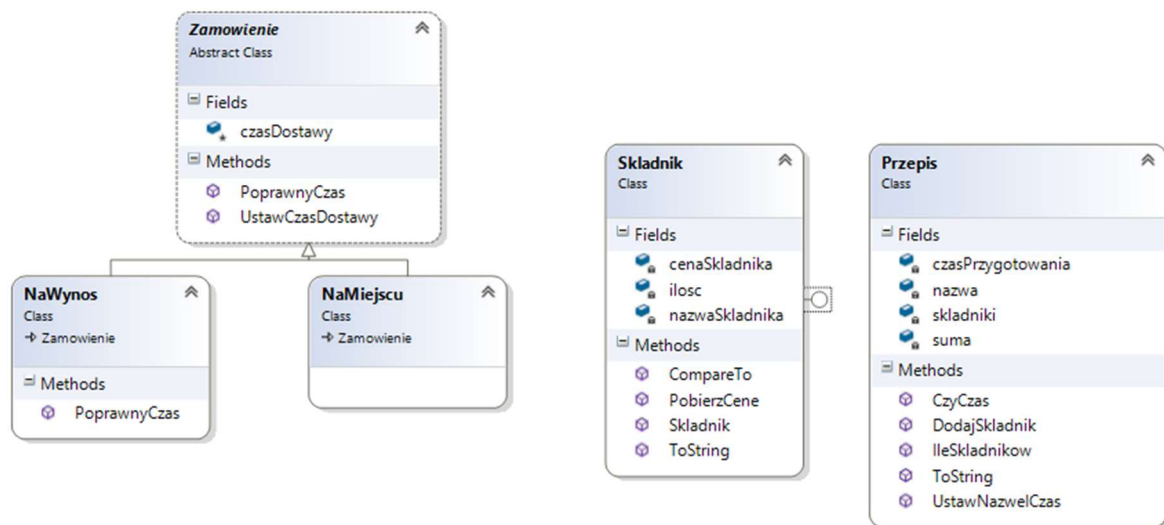 Zamowienie
Abstract Class
Fields
czasDostawy
Methods
PoprawnyCzas
UstawCzasDostawy
NaWynos
Class
Zamowienie
Methods
PoprawnyCzas
NaMiejscu
Class
Zamowienie
Skladnik
Class
Fields
cenaSkladnika
ilosc
nazwaSkladnika
Methods
CompareTo
PobierzCene
Skladnik
ToString
Przepis
Class
Fields
czasPrzygotowania
nazwa
skladniki
suma
Methods
CzyCzas
DodajSkladnik
IleSkladnikow
ToString
UstawNazweICzas